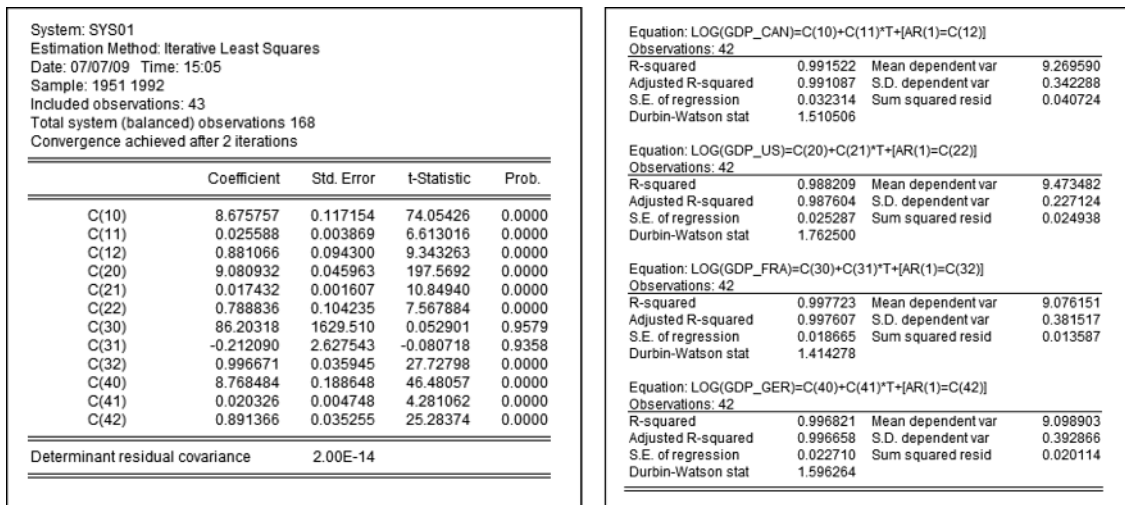 System: SYS01
Estimation Method: Iterative Least Squares
Date: 07/07/09 Time: 15:05
Sample: 1951 1992
Included observations: 43
Total system (balanced) observations 168
Convergence achieved after 2 iterations
Coefficient Std. Error t-Statistic Prob.
C(10) 8.675757 0.117154 74.05426 0.0000
C(11) 0.025588 0.003869 6.613016 0.0000
C(12) 0.881066 0.094300 9.343263 0.0000
C(20) 9.080932 0.045963 197.5692 0.0000
C(21) 0.017432 0.001607 10.84940 0.0000
C(22) 0.788836 0.104235 7.567884 0.0000
C(30) 86.20318 1629.510 0.052901 0.9579
C(31) -0.212090 2.627543 -0.080718 0.9358
C(32) 0.996671 0.035945 27.72798 0.0000
C(40) 8.768484 0.188648 46.48057 0.0000
C(41) 0.020326 0.004748 4.281062 0.0000
C(42) 0.891366 0.035255 25.28374 0.0000
Determinant residual covariance 2.00E-14
Equation: LOG(GDP_CAN)=C(10)+C(11)*T+[AR(1)=C(12)]
Observations: 42
R-squared 0.991522 Mean dependent var 9.269590
Adjusted R-squared 0.991087 S.D. dependent var 0.342288
S.E. of regression 0.032314 Sum squared resid 0.040724
Durbin-Watson stat 1.510506
Equation: LOG(GDP_US)=C(20)+C(21)*T+[AR(1)=C(22)]
Observations: 42
R-squared 0.988209 Mean dependent var 9.473482
Adjusted R-squared 0.987604 S.D. dependent var 0.227124
S.E. of regression 0.025287 Sum squared resid 0.024938
Durbin-Watson stat 1.762500
Equation: LOG(GDP_FRA)=C(30)+C(31)*T+[AR(1)=C(32)]
Observations: 42
R-squared 0.997723 Mean dependent var 9.076151
Adjusted R-squared 0.997607 S.D. dependent var 0.381517
S.E. of regression 0.018665 Sum squared resid 0.013587
Durbin-Watson stat 1.414278
Equation: LOG(GDP_GER)=C(40)+C(41)*T+[AR(1)=C(42)]
Observations: 42
R-squared 0.996821 Mean dependent var 9.098903
Adjusted R-squared 0.996658 S.D. dependent var 0.392866
S.E. of regression 0.022710 Sum squared resid 0.020114
Durbin-Watson stat 1.596264